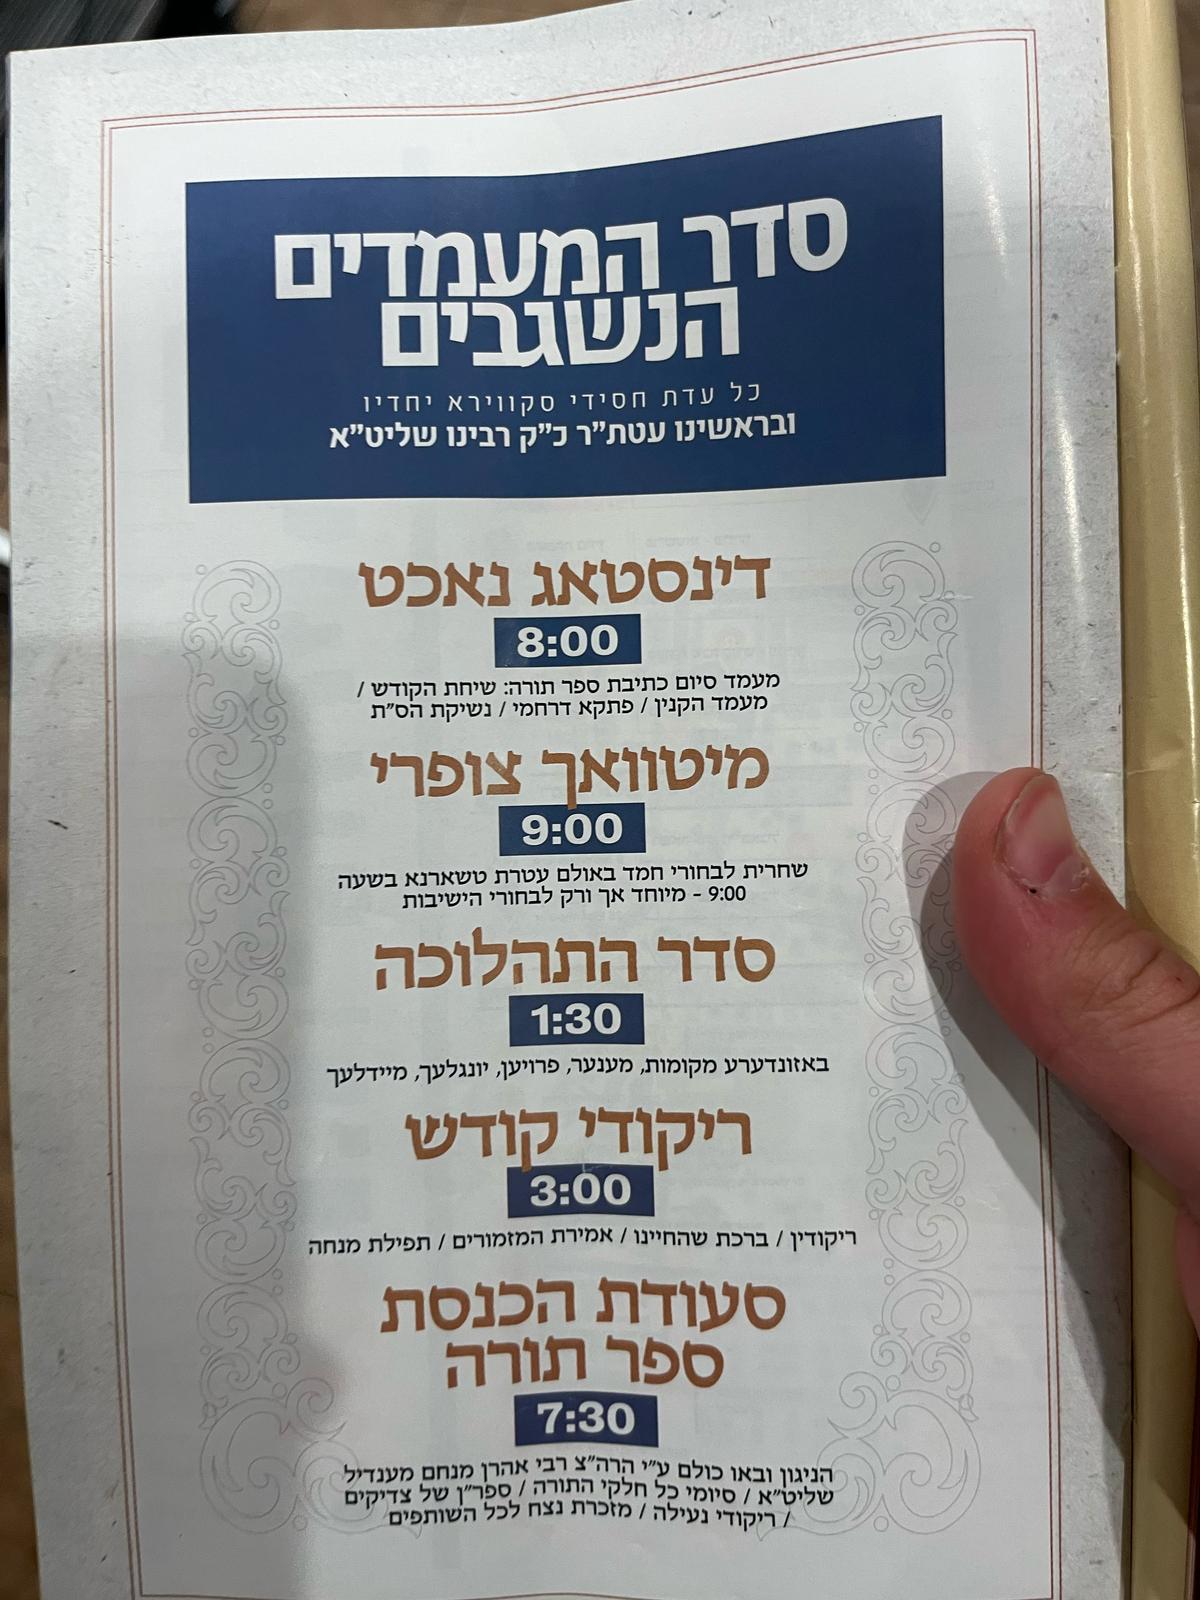 סדר המעמדים
הנשגבים
כל עדת חסידי סקווירא יחדיו
ובראשינו עטת"ר כ"ק רבינו שליט"א
דינסטאג נאכט
8:00
מעמד סיום כתיבת ספר תורה: שיחת הקודש /
מעמד הקנין / פתקא דרחמי / נשיקת הס"ת
מיטוואך צופרי
9:00
שחרית לבחורי חמד באולם עטרת טשארנא בשעה
9:00 - מיוחד אך ורק לבחורי הישיבות
סדר התהלוכה
1:30
באזונדערע מקומות, מענער, פרויען, יונגלעך, מיידלעך
ריקודי קודש
3:00
ריקודין / ברכת שהחיינו / אמירת המזמורים / תפילת מנחה
סעודת הכנסת
ספר תורה
7:30
הניגון ובאו כולם ע"י הרה"צ רבי אהרן מנחם מענדיל
שליט"א / סיומי כל חלקי התורה / ספר"ן של צדיקים
/ ריקודי נעילה / מזכרת נצח לכל השותפים